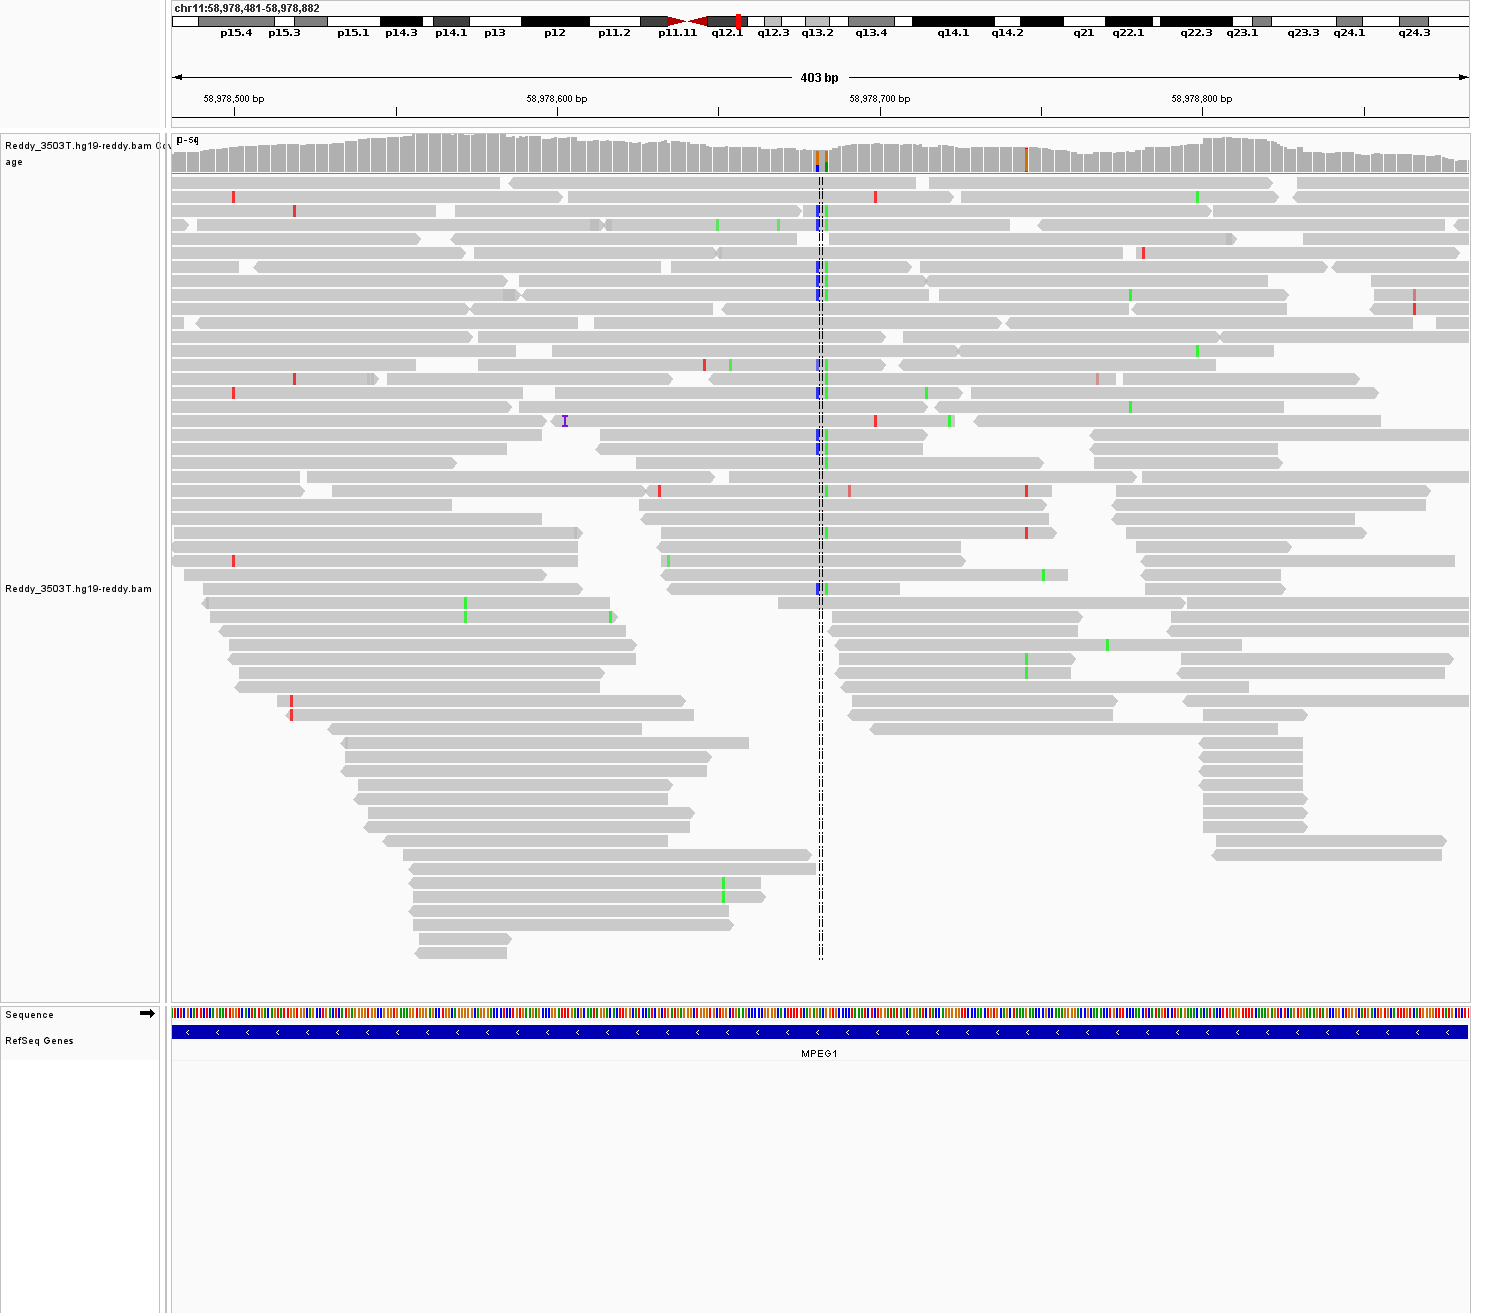 chr11:58,978,481-58,978,882
p15.4 p15.3 p15.1 p14.3 p14.1 p13 p12 p11.2 p11.11 q12.1 q12.3 q13.2 q13.4 q14.1 q14.2 q21 q22.1 q22.3 q23.1 q23.3 q24.1 q24.3
403 bp
58,978,500 bp 58,978,600 bp 58,978,700 bp 58,978,800 bp
[0-54]
Reddy_3503T.hg19-reddy.bam Cov
age
Reddy_3503T.hg19-reddy.bam
Sequence
RefSeq Genes
MPEG1